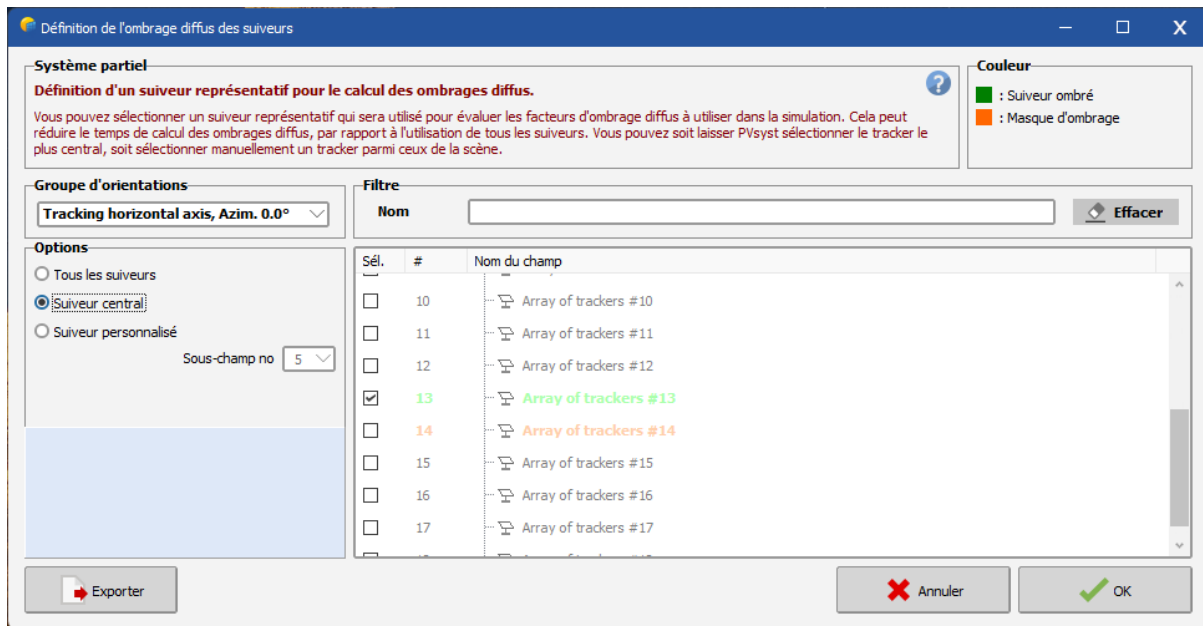 Définition de l'ombrage diffus des suiveurs
Système partiel
Définition d'un suiveur représentatif pour le calcul des ombrages diffus.
Vous pouvez sélectionner un suiveur représentatif qui sera utilisé pour évaluer les facteurs d'ombrage diffus à utiliser dans la simulation. Cela peut
réduire le temps de calcul des ombrages diffus, par rapport à l'utilisation de tous les suiveurs. Vous pouvez soit laisser PVsyst sélectionner le tracker le
plus central, soit sélectionner manuellement un tracker parmi ceux de la scène.
Couleur
: Suiveur ombré
: Masque d'ombrage
Groupe d'orientations
Tracking horizontal axis, Azim. 0.0°
Filtre
Nom
Effacer
Options
Tous les suiveurs
Suiveur central
Suiveur personnalisé
Sous-champ no 5
Sél. # Nom du champ
10 Array of trackers #10
11 Array of trackers #11
12 Array of trackers #12
13 Array of trackers #13
14 Array of trackers #14
15 Array of trackers #15
16 Array of trackers #16
17 Array of trackers #17
Exporter
Annuler
OK